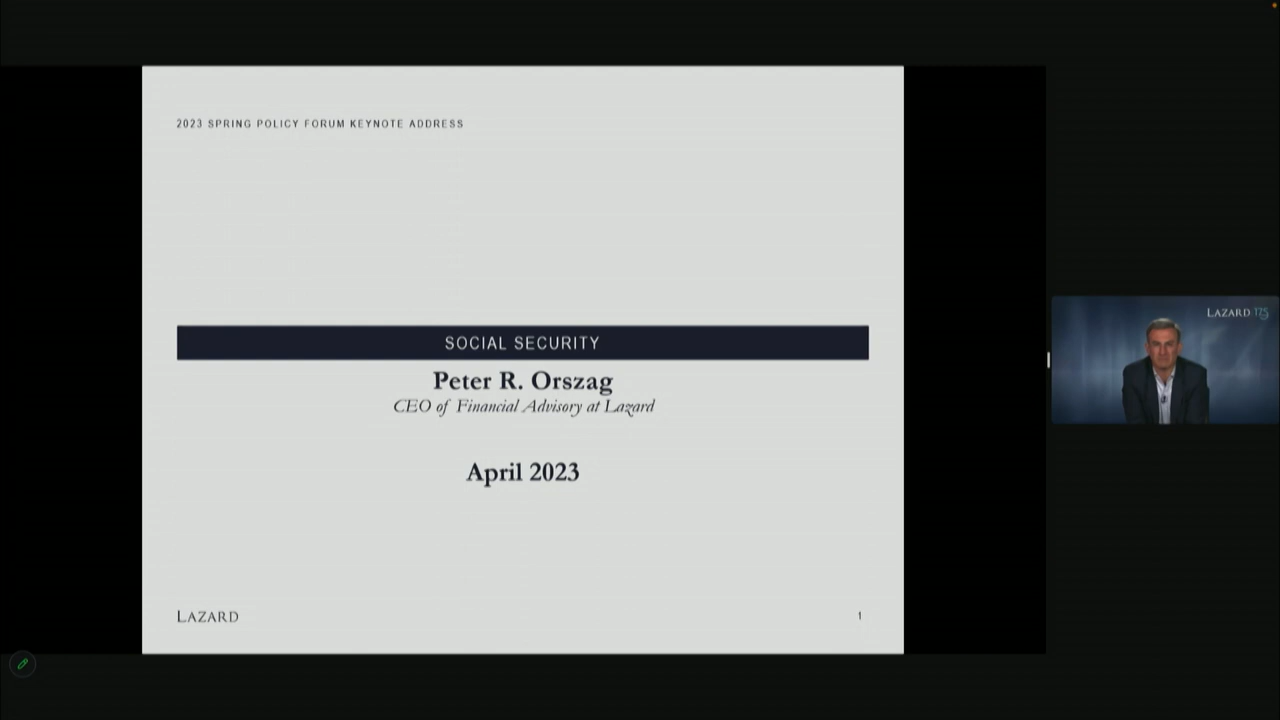 2023 SPRING POLICY FORUM KEYNOTE ADDRESS
SOCIAL SECURITY
Peter R. Orszag
CEO of Financial Advisory at Lazard
April 2023
LAZARD
1
LAZARD 175